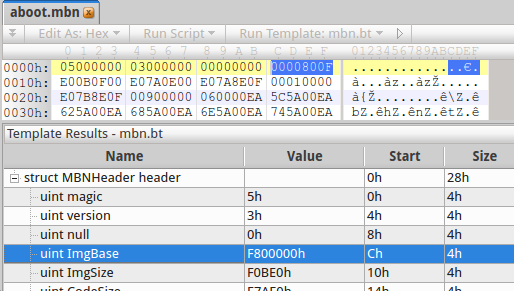 aboot.mbn
Edit As: Hex Run Script Run Template: mbn.bt
0 1 2 3 4 5 6 7 8 9 A B C D E F 0123456789ABCDEF
0000h: 05000000 03000000 00000000 0000800F ..............€.
0010h: E00B0F00 E07A0E00 E07A8E0F 00010000 à...àz..àzŽ.....
0020h: E07B8E0F 00900000 060000EA 5C5A00EA à{Ž........ê\Z.ê
0030h: 625A00EA 685A00EA 6E5A00EA 745A00EA bZ.êhZ.ênZ.êtZ.ê
Template Results - mbn.bt
Name Value Start Size
struct MBNHeader header 0h 28h
uint magic 5h 0h 4h
uint version 3h 4h 4h
uint null 0h 8h 4h
uint ImgBase F800000h Ch 4h
uint ImgSize F0BE0h 10h 4h
uint CodeSize E7AE0h 14h 4h